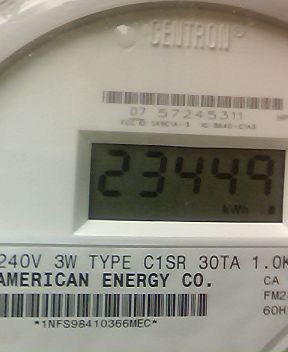 CENTRON
07 57245311
23449
kWh
240V 3W TYPE C1SR 30TA 1.0K
AMERICAN ENERGY CO.
CA
FM2
60H
*1NFS98410366MEC*